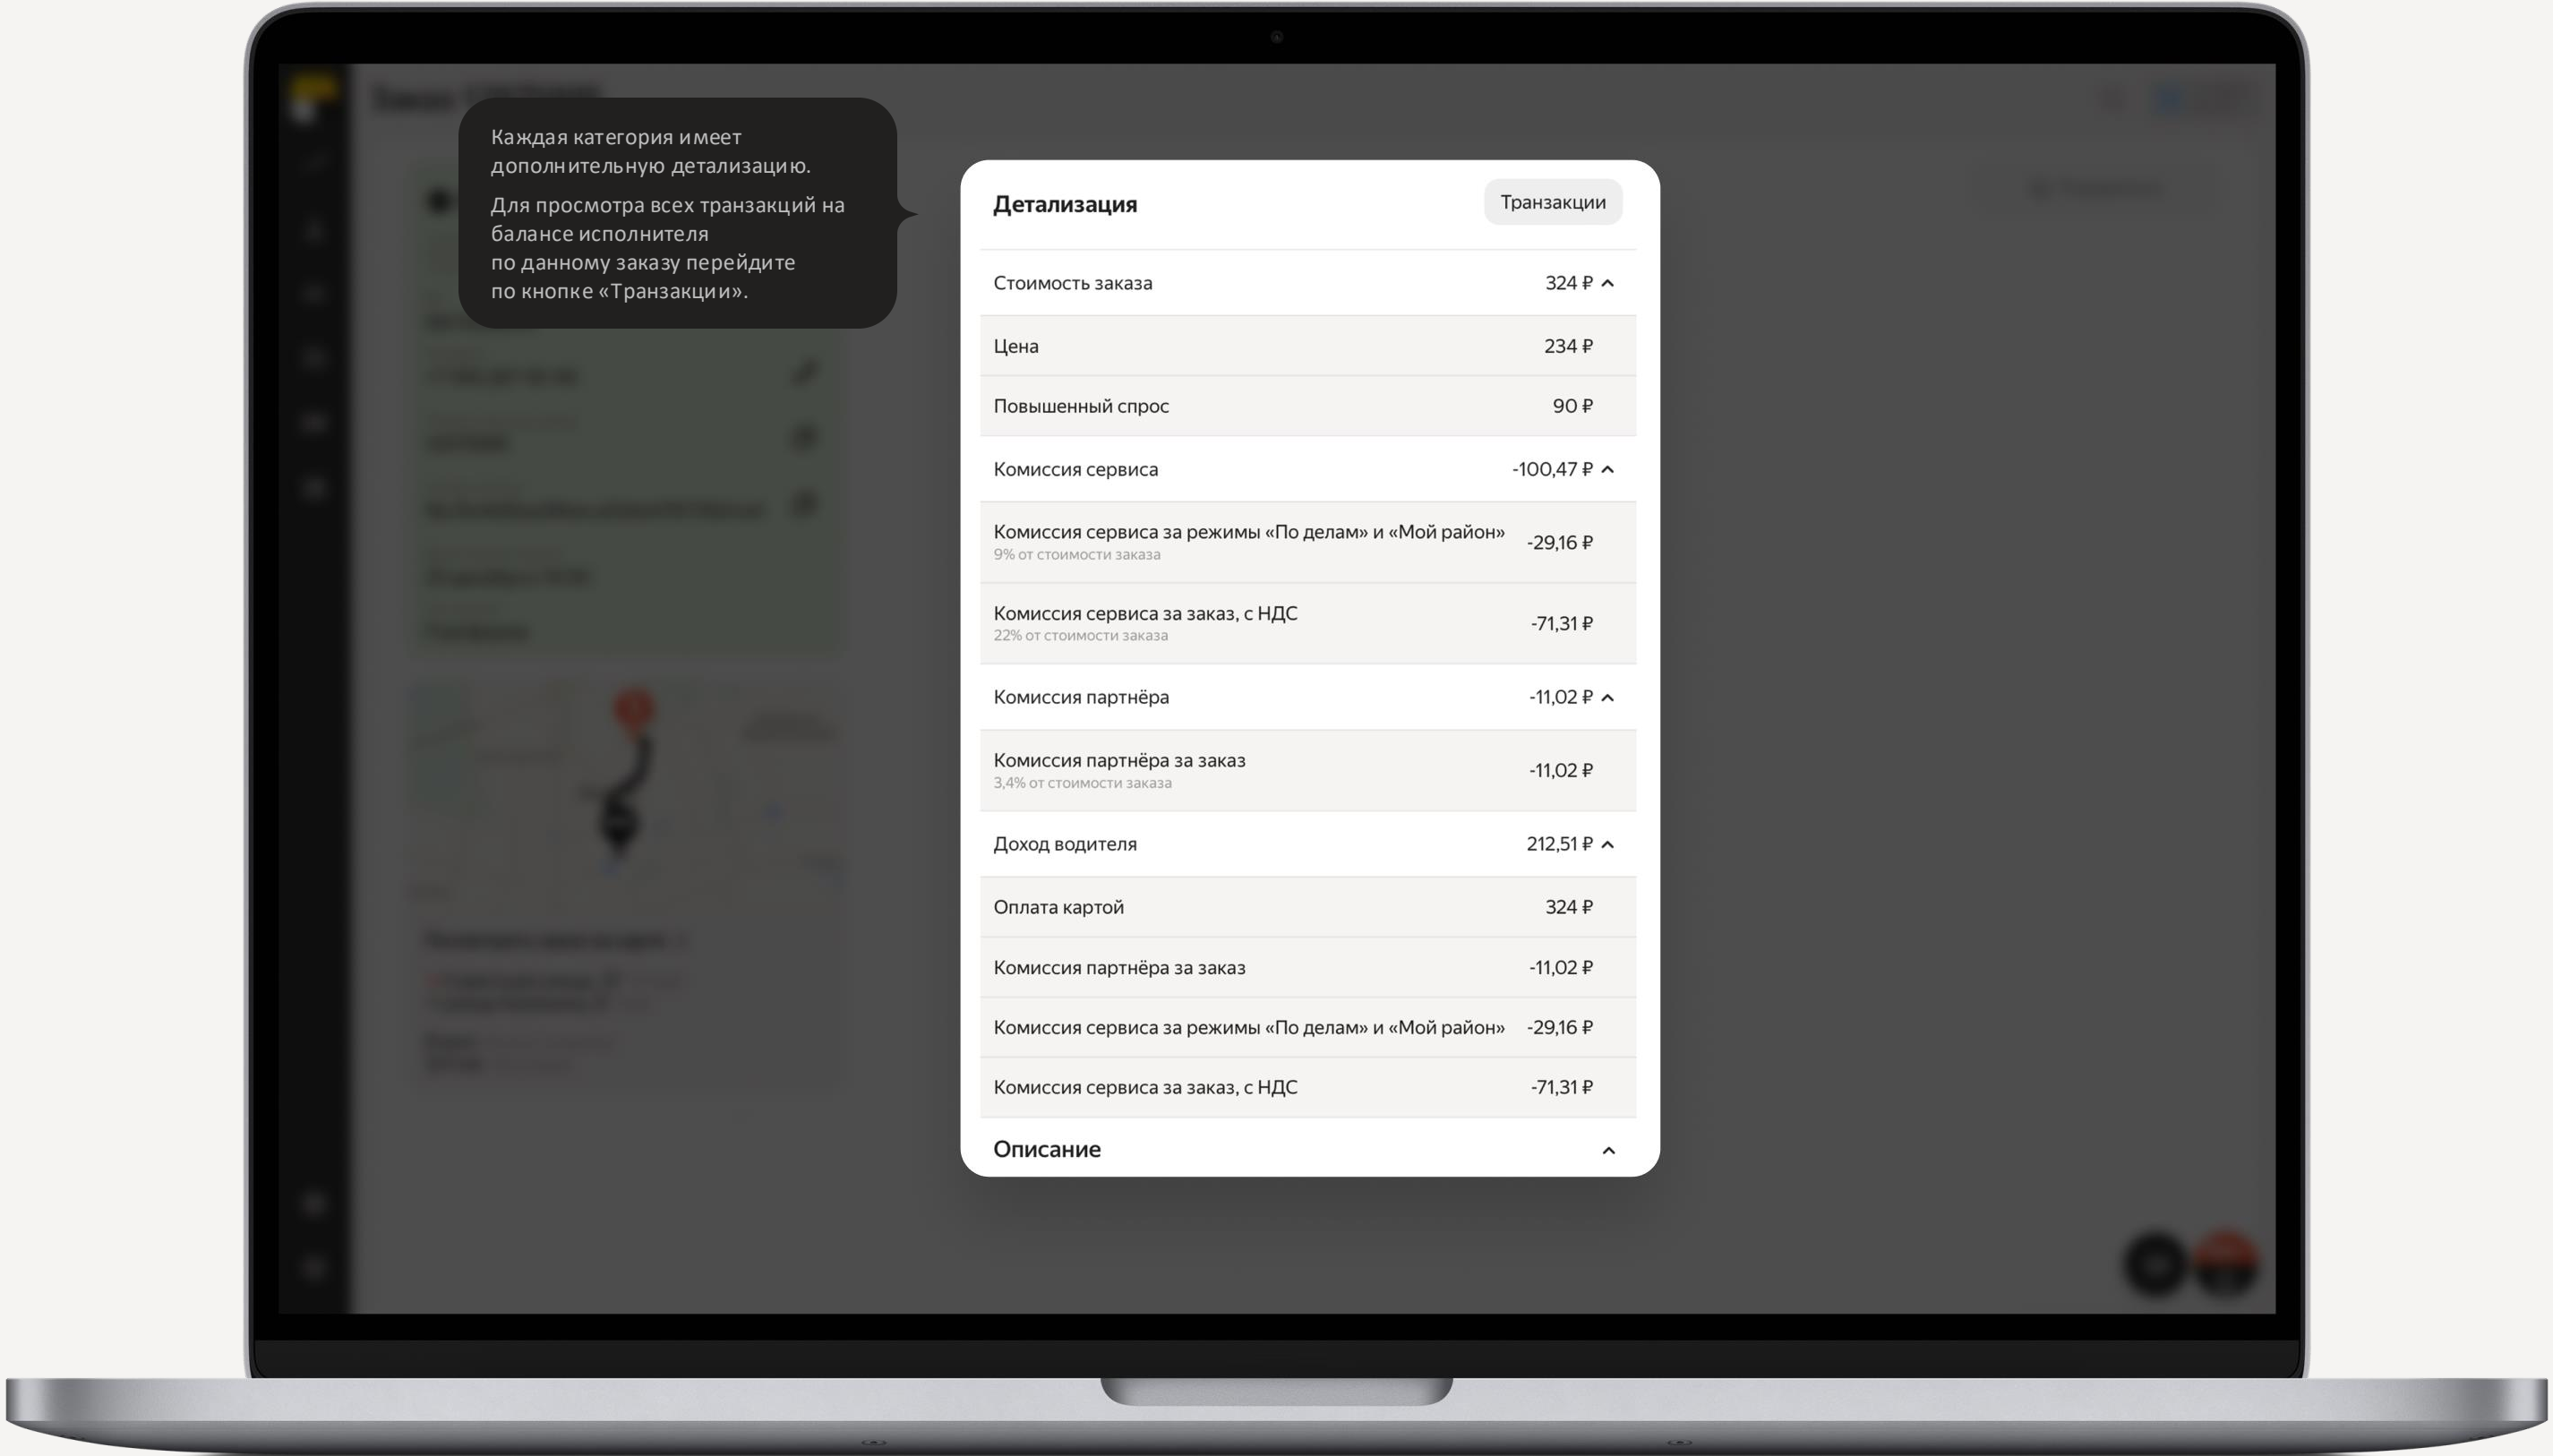 Каждая категория имеет
дополнительную детализацию.
Для просмотра всех транзакций на
балансе исполнителя
по данному заказу перейдите
по кнопке «Транзакции».
Детализация
Транзакции
Стоимость заказа 324 ₽
Цена 234 ₽
Повышенный спрос 90 ₽
Комиссия сервиса -100,47 ₽
Комиссия сервиса за режимы «По делам» и «Мой район» -29,16 ₽
9% от стоимости заказа
Комиссия сервиса за заказ, с НДС -71,31 ₽
22% от стоимости заказа
Комиссия партнёра -11,02 ₽
Комиссия партнёра за заказ -11,02 ₽
3,4% от стоимости заказа
Доход водителя 212,51 ₽
Оплата картой 324 ₽
Комиссия партнёра за заказ -11,02 ₽
Комиссия сервиса за режимы «По делам» и «Мой район» -29,16 ₽
Комиссия сервиса за заказ, с НДС -71,31 ₽
Описание